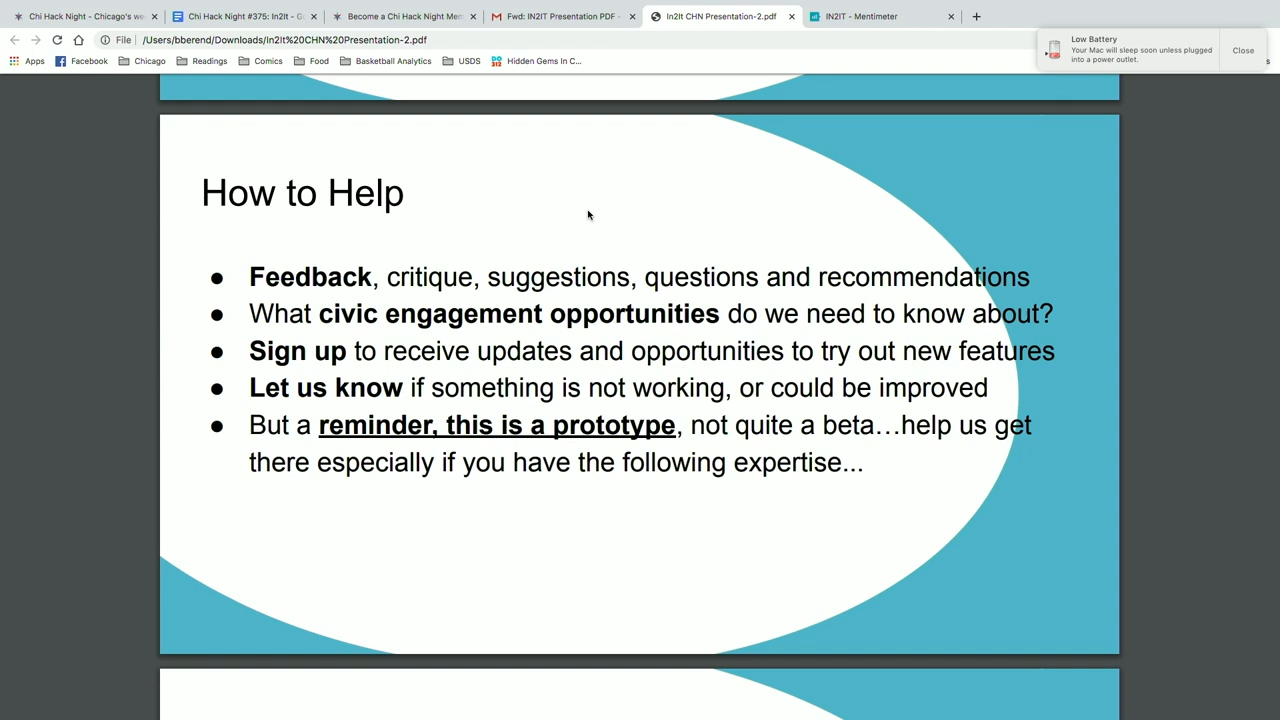 Chi Hack Night - Chicago's we
Chi Hack Night #375: In2It - G
Become a Chi Hack Night Mem
Fwd: IN2IT Presentation PDF -
In2It CHN Presentation-2.pdf
IN2IT - Mentimeter
File /Users/bberend/Downloads/In2It%20CHN%20Presentation-2.pdf
Low Battery
Your Mac will sleep soon unless plugged
into a power outlet.
Close
Apps Facebook Chicago Readings Comics Food Basketball Analytics USDS Hidden Gems In C...
How to Help
● Feedback, critique, suggestions, questions and recommendations
● What civic engagement opportunities do we need to know about?
● Sign up to receive updates and opportunities to try out new features
● Let us know if something is not working, or could be improved
● But a reminder, this is a prototype, not quite a beta…help us get
there especially if you have the following expertise...